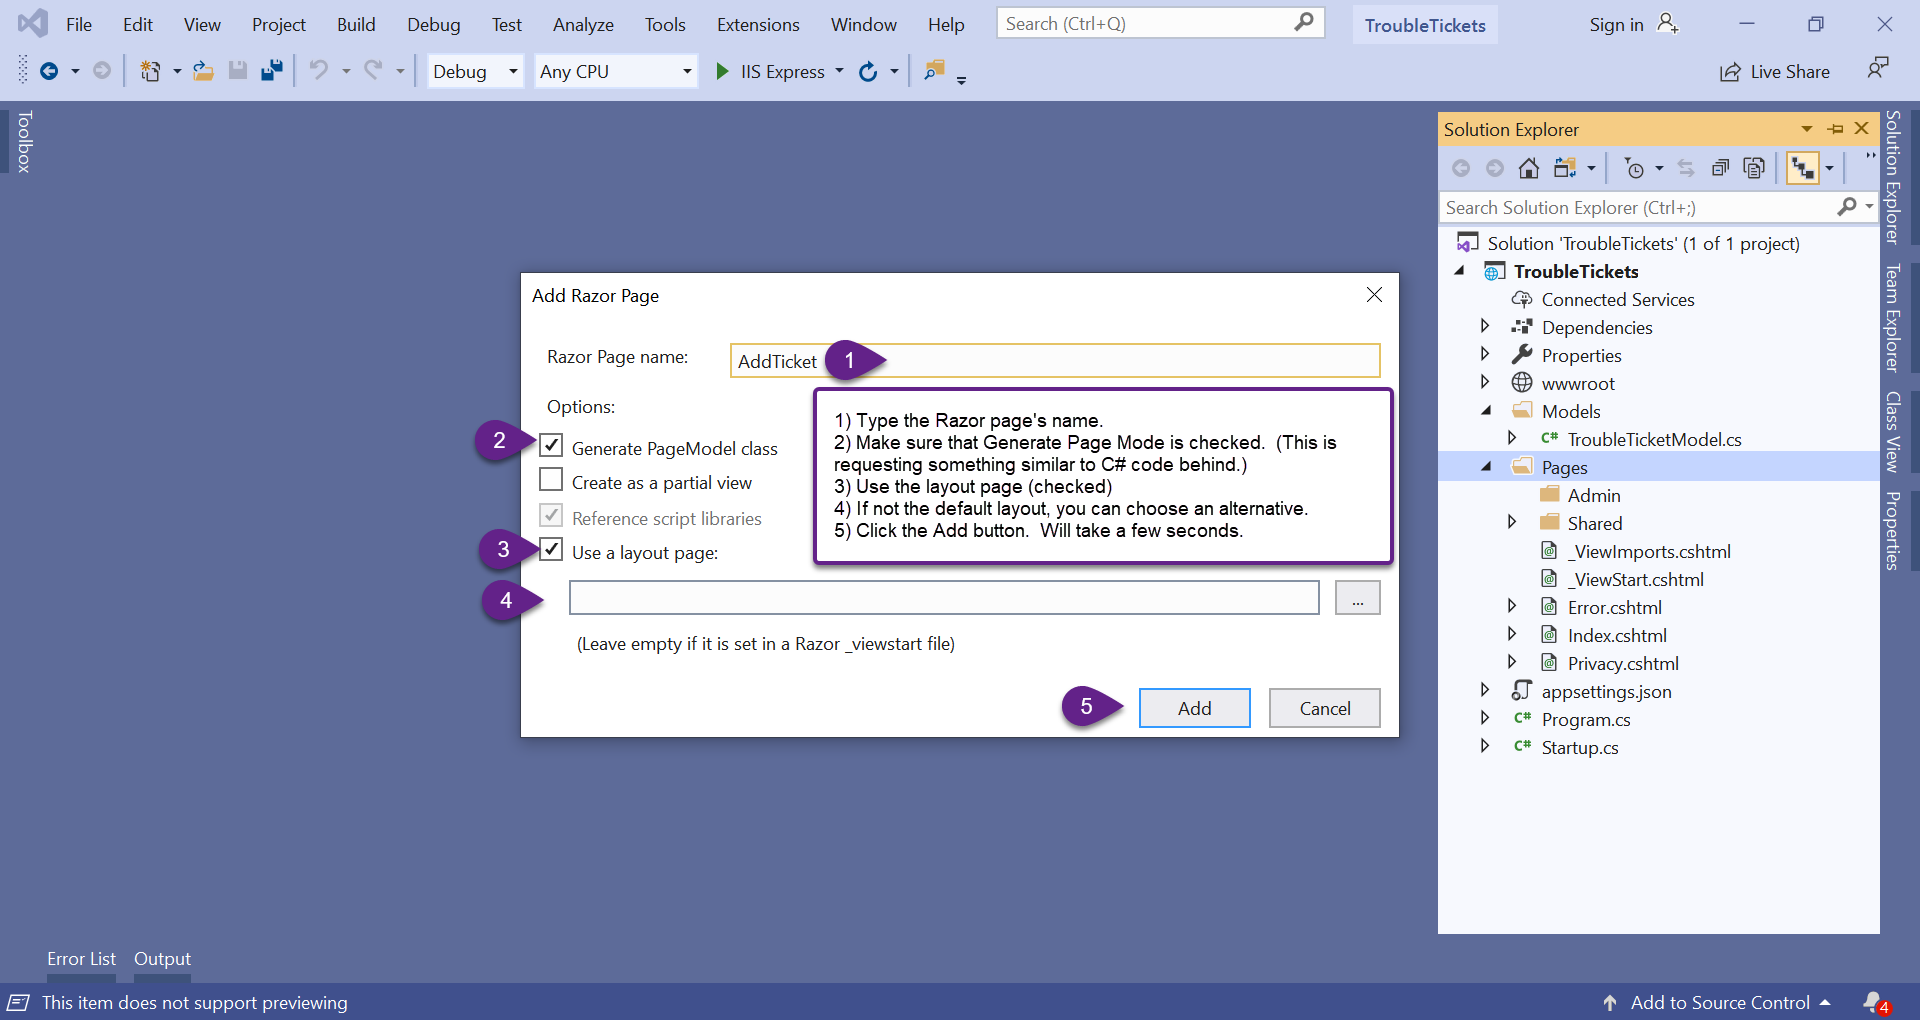 File Edit View Project Build Debug Test Analyze Tools Extensions Window Help Search (Ctrl+Q) TroubleTickets Sign in
Debug Any CPU IIS Express Live Share
Toolbox
Add Razor Page
Razor Page name: AddTicket 1
Options:
2 Generate PageModel class
Create as a partial view
Reference script libraries
3 Use a layout page:
4
...
(Leave empty if it is set in a Razor _viewstart file)
5 Add Cancel
1) Type the Razor page's name.
2) Make sure that Generate Page Mode is checked. (This is
requesting something similar to C# code behind.)
3) Use the layout page (checked)
4) If not the default layout, you can choose an alternative.
5) Click the Add button. Will take a few seconds.
Solution Explorer
Search Solution Explorer (Ctrl+;)
Solution 'TroubleTickets' (1 of 1 project)
TroubleTickets
Connected Services
Dependencies
Properties
wwwroot
Models
C# TroubleTicketModel.cs
Pages
Admin
Shared
_ViewImports.cshtml
_ViewStart.cshtml
Error.cshtml
Index.cshtml
Privacy.cshtml
appsettings.json
C# Program.cs
C# Startup.cs
Solution Explorer
Team Explorer
Class View
Properties
Error List Output
This item does not support previewing Add to Source Control 4